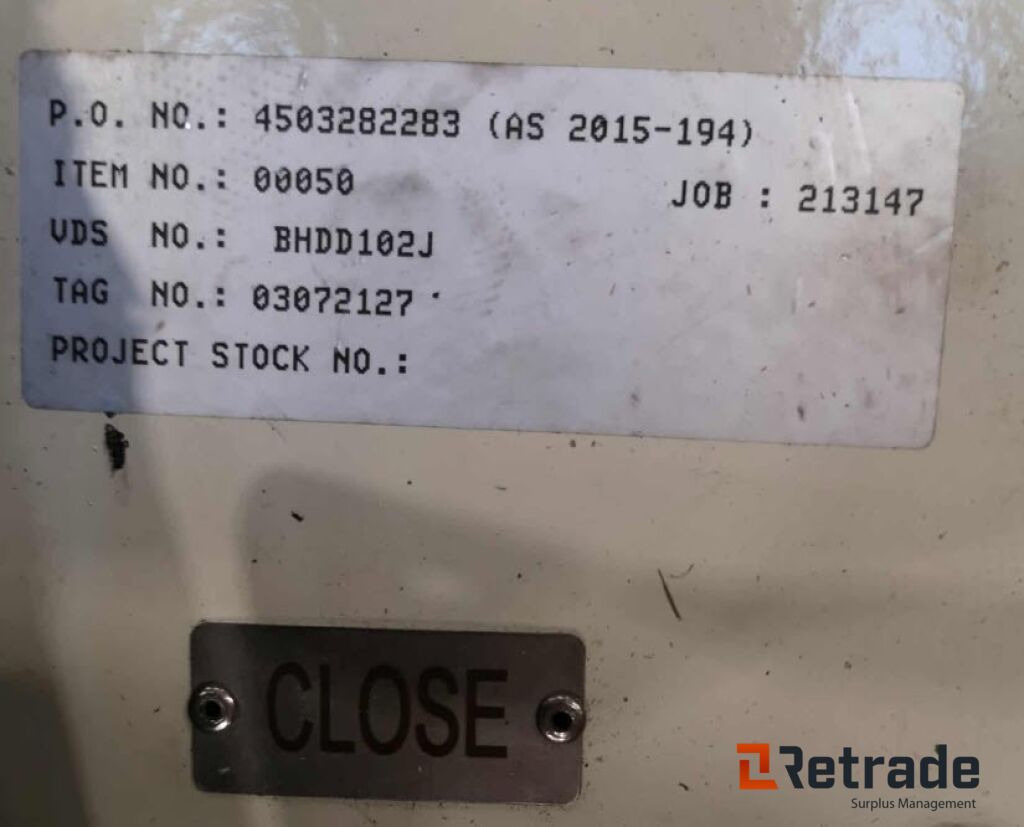 P.O. NO.: 4503282283 (AS 2015-194)
ITEM NO.: 00050 JOB : 213147
VDS NO.: BHDD102J
TAG NO.: 03072127
PROJECT STOCK NO.:
CLOSE
Retrade
Surplus Management